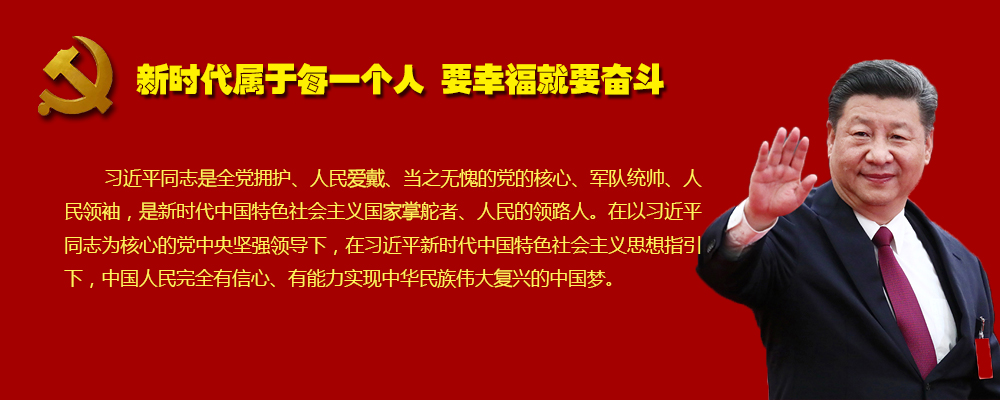 新时代属于每一个人 要幸福就要奋斗
习近平同志是全党拥护、人民爱戴、当之无愧的党的核心、军队统帅、人
民领袖，是新时代中国特色社会主义国家掌舵者、人民的领路人。在以习近平
同志为核心的党中央坚强领导下，在习近平新时代中国特色社会主义思想指引
下，中国人民完全有信心、有能力实现中华民族伟大复兴的中国梦。